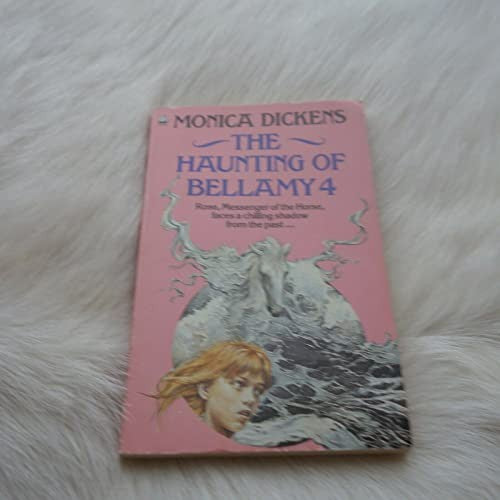 MONICA DICKENS
THE
HAUNTING OF
BELLAMY 4
Rose, Messenger of the Horse,
faces a chilling shadow
from the past ...